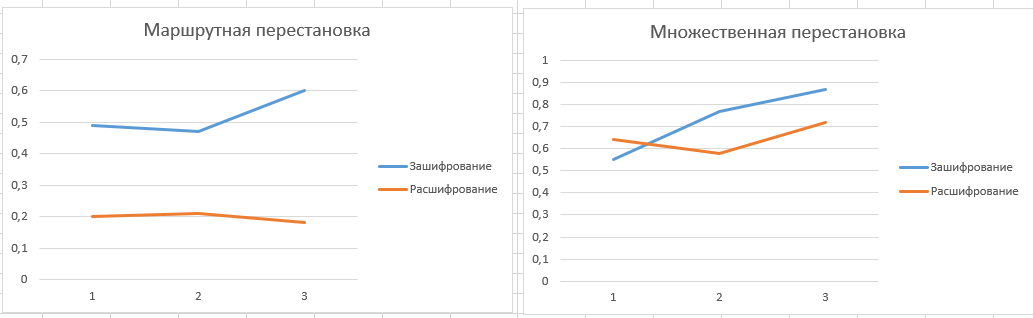 Маршрутная перестановка
0,7
0,6
0,5
0,4
0,3
0,2
0,1
0
1 2 3
Зашифрование
Расшифрование
Множественная перестановка
1
0,9
0,8
0,7
0,6
0,5
0,4
0,3
0,2
0,1
0
1 2 3
Зашифрование
Расшифрование